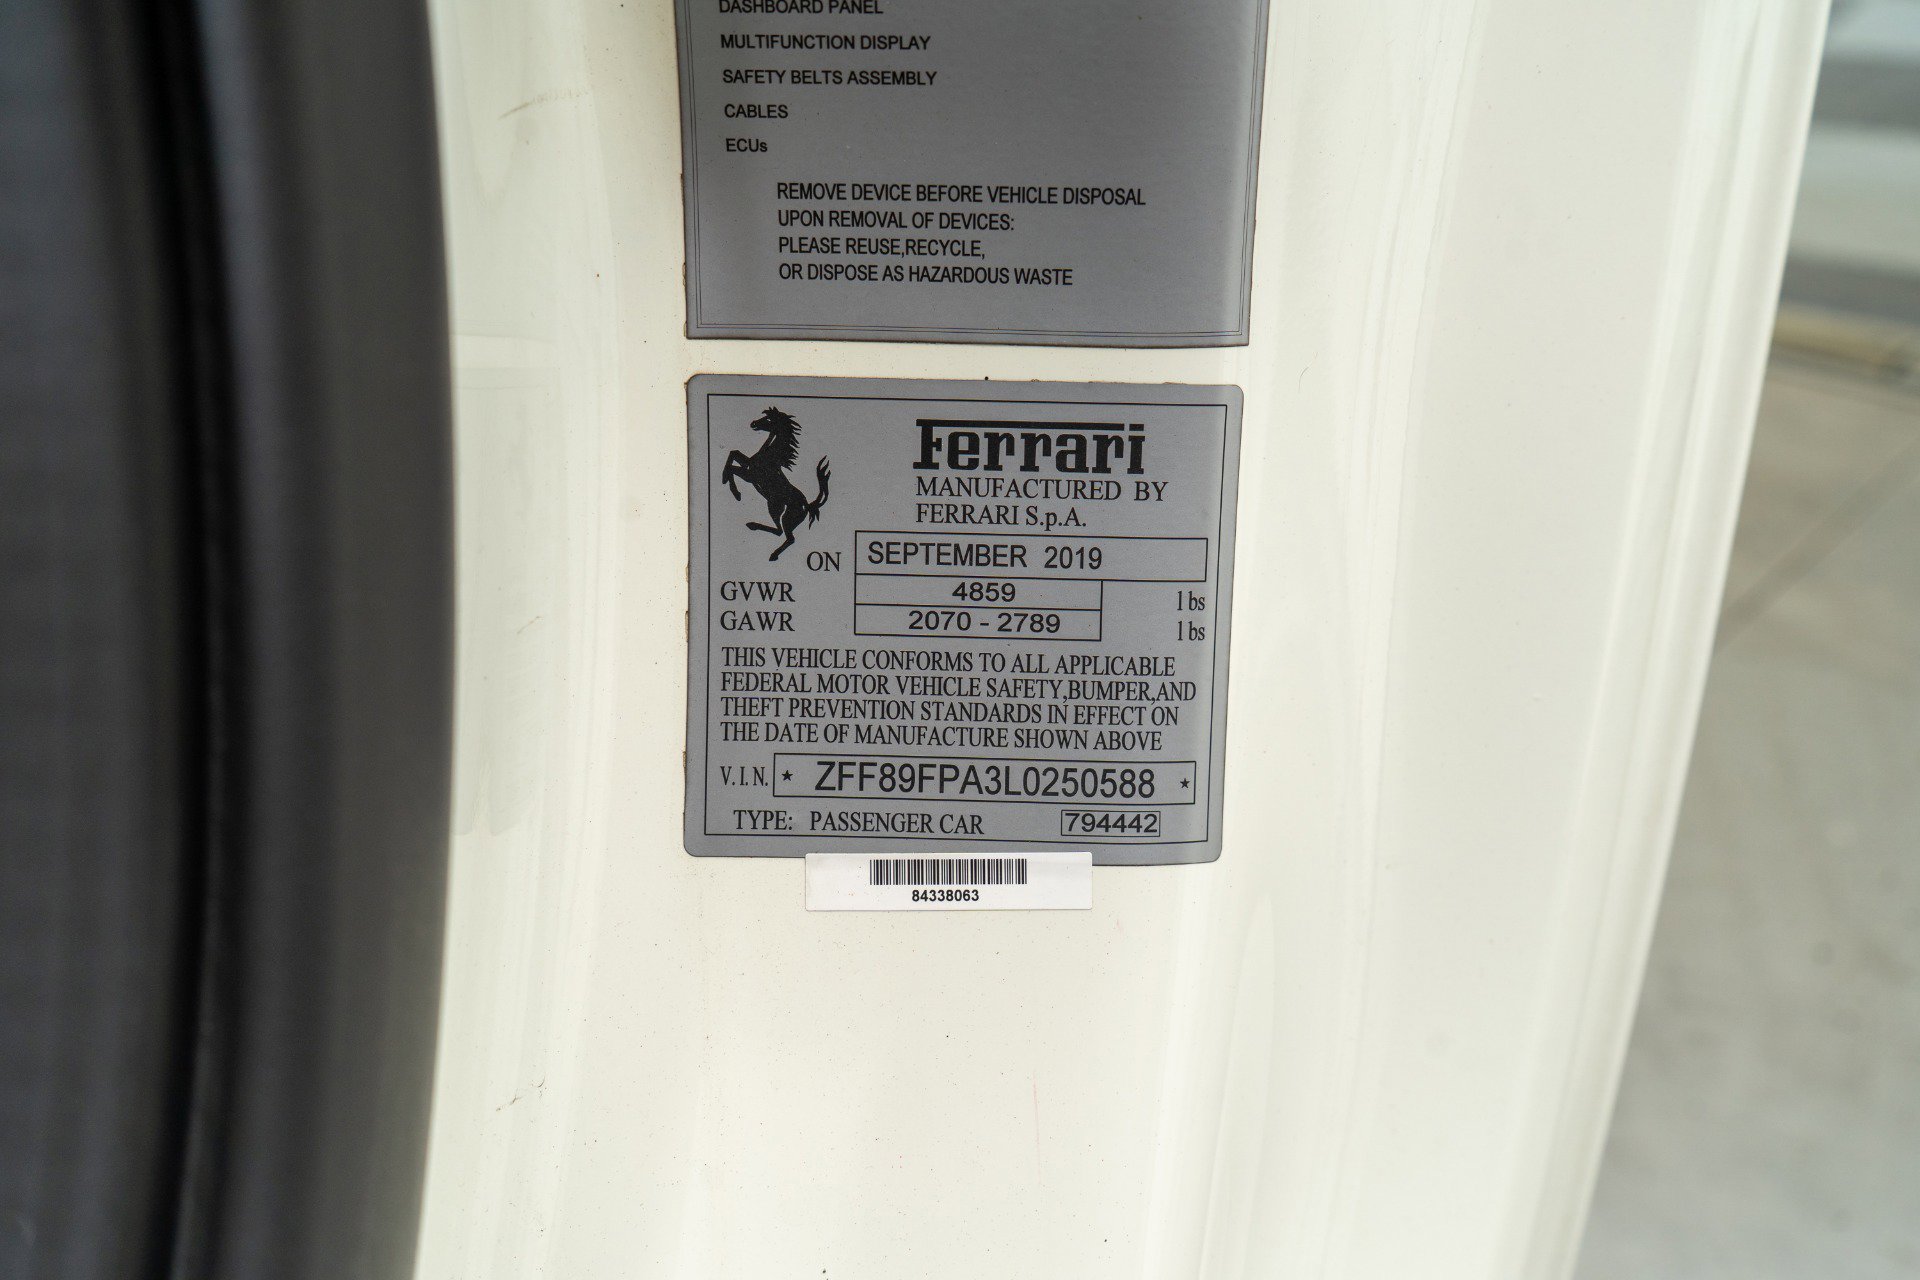 DASHBOARD PANEL
MULTIFUNCTION DISPLAY
SAFETY BELTS ASSEMBLY
CABLES
ECUs
REMOVE DEVICE BEFORE VEHICLE DISPOSAL
UPON REMOVAL OF DEVICES:
PLEASE REUSE,RECYCLE,
OR DISPOSE AS HAZARDOUS WASTE
Ferrari
MANUFACTURED BY
FERRARI S.p.A.
ON SEPTEMBER 2019
GVWR 4859 lbs
GAWR 2070 - 2789 lbs
THIS VEHICLE CONFORMS TO ALL APPLICABLE
FEDERAL MOTOR VEHICLE SAFETY,BUMPER,AND
THEFT PREVENTION STANDARDS IN EFFECT ON
THE DATE OF MANUFACTURE SHOWN ABOVE
V.I.N. ★ ZFF89FPA3L0250588 ★
TYPE: PASSENGER CAR 794442
84338063